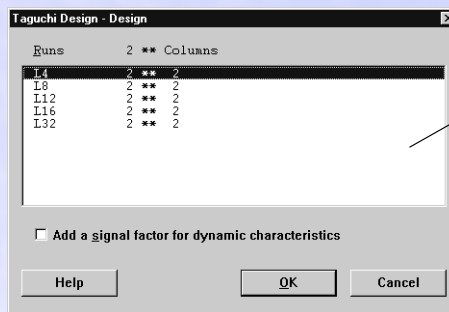 Taguchi Design - Design
Runs 2 ** Columns
L4 2 ** 2
L8 2 ** 2
L12 2 ** 2
L16 2 ** 2
L32 2 ** 2
Add a signal factor for dynamic characteristics
Help OK Cancel